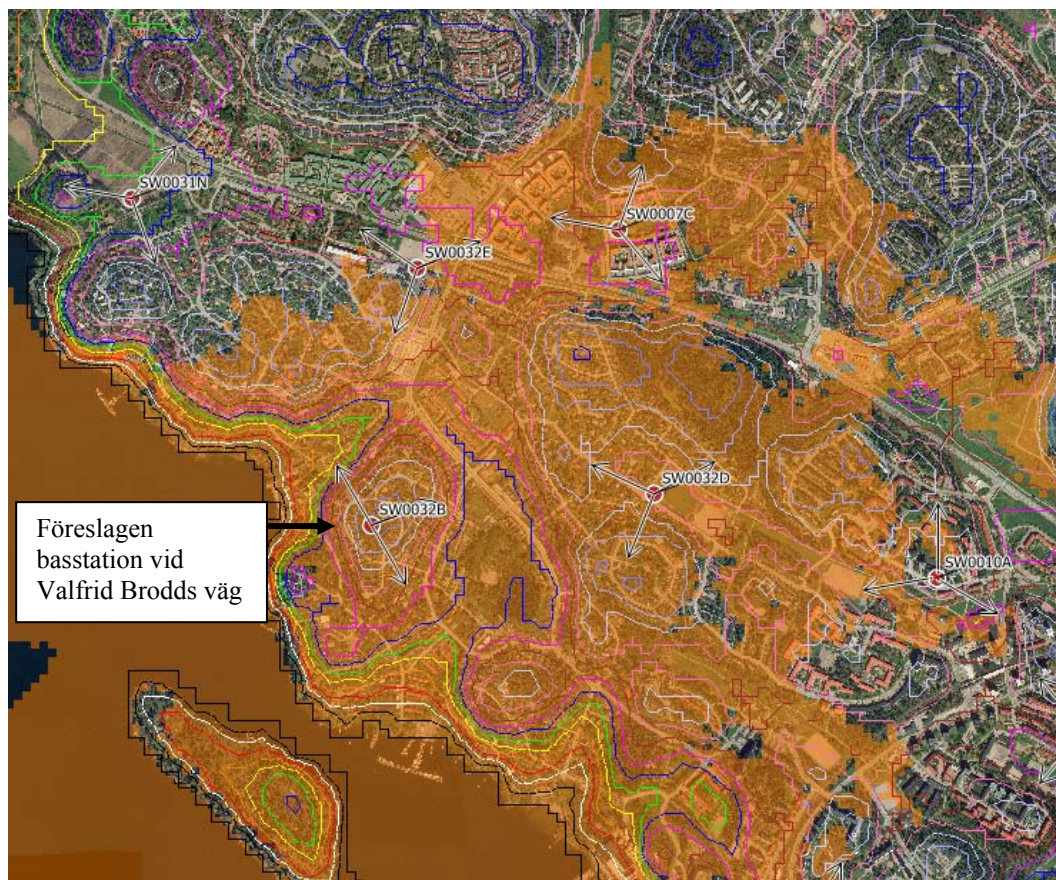 SW0031N
SW0007C
SW0032E
SW0032D
SW0032B
Föreslagen
basstation vid
Valfrid Brodds väg
SW0010A